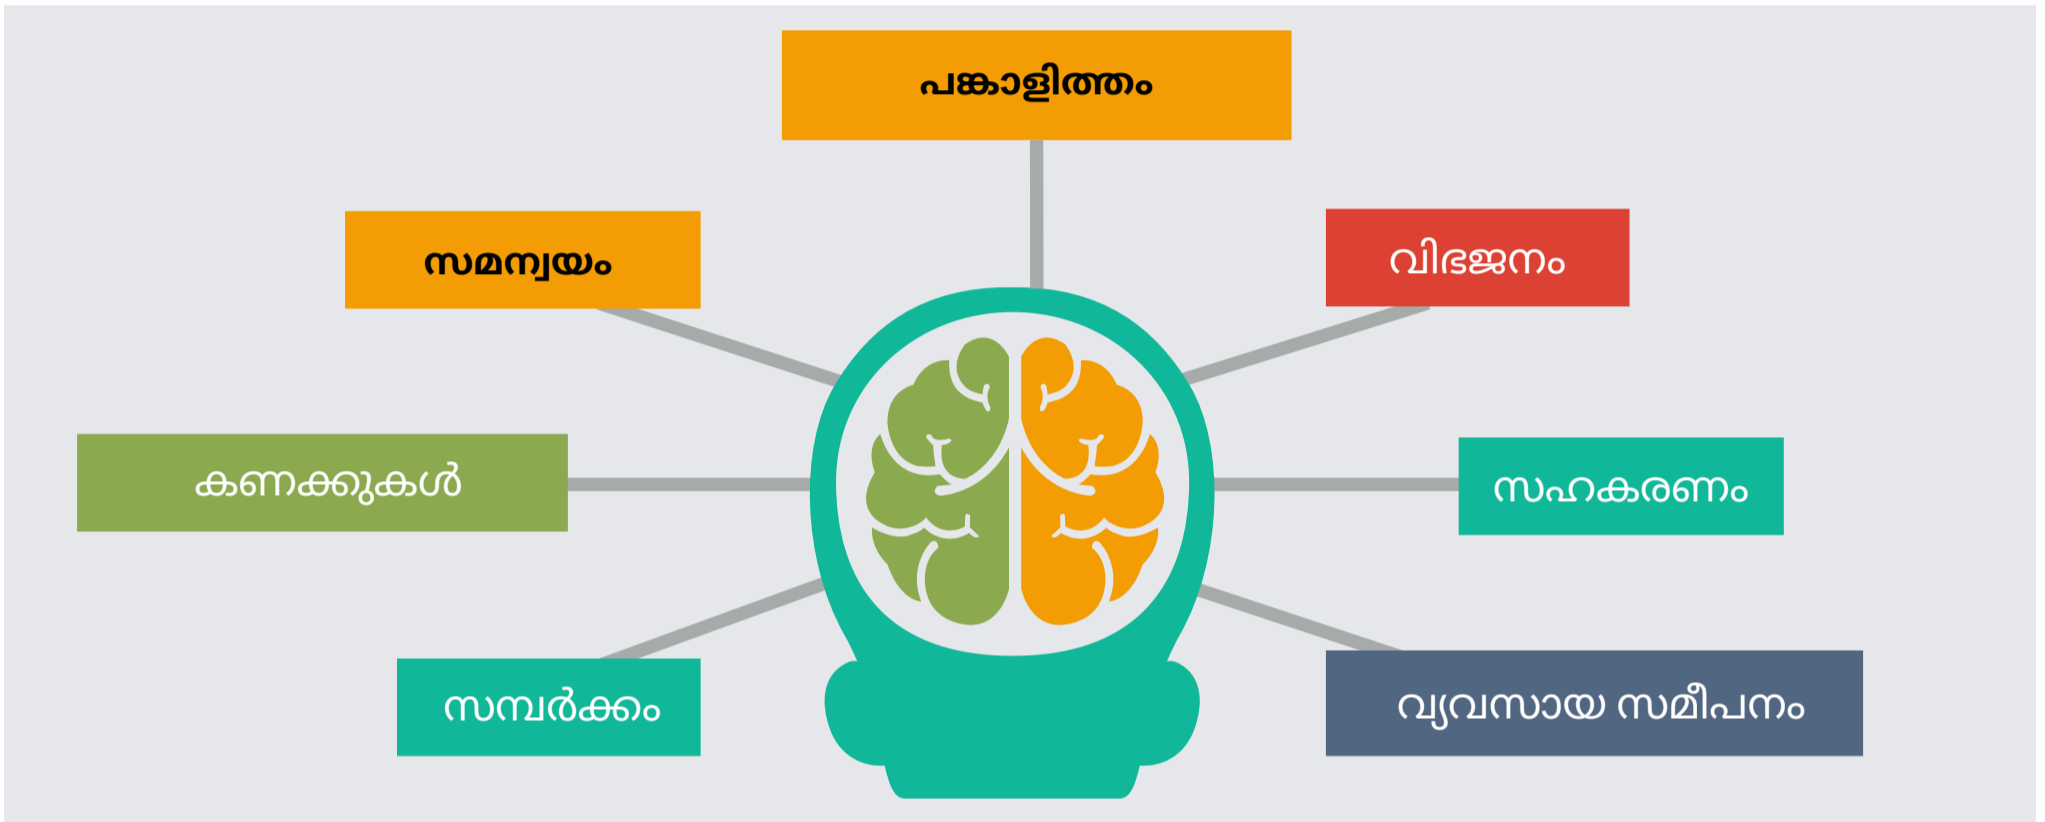 പങ്കാളിത്തം
സമന്വയം
വിഭജനം
കണക്കുകൾ
സഹകരണം
സമ്പർക്കം
വ്യവസായ സമീപനം